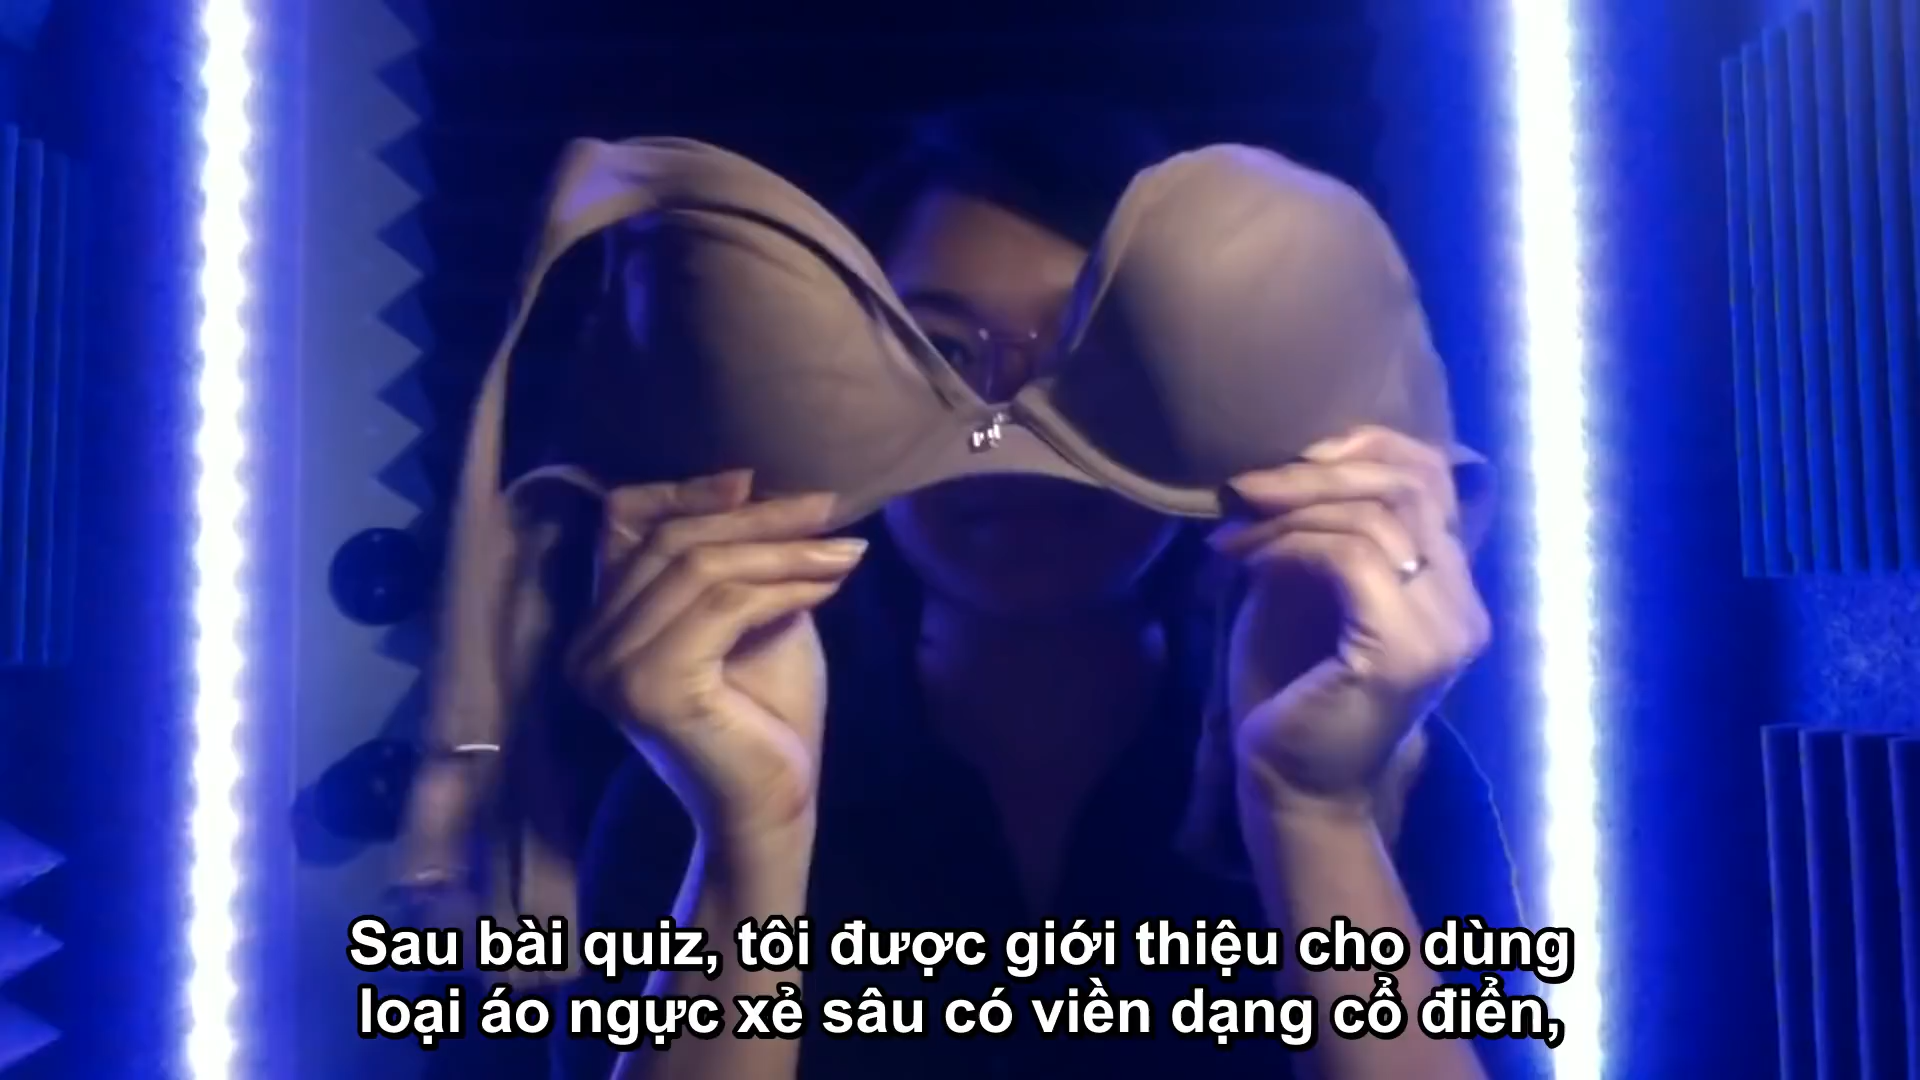 Sau bài quiz, tôi được giới thiệu cho dùng
loại áo ngực xẻ sâu có viền dạng cổ điển,